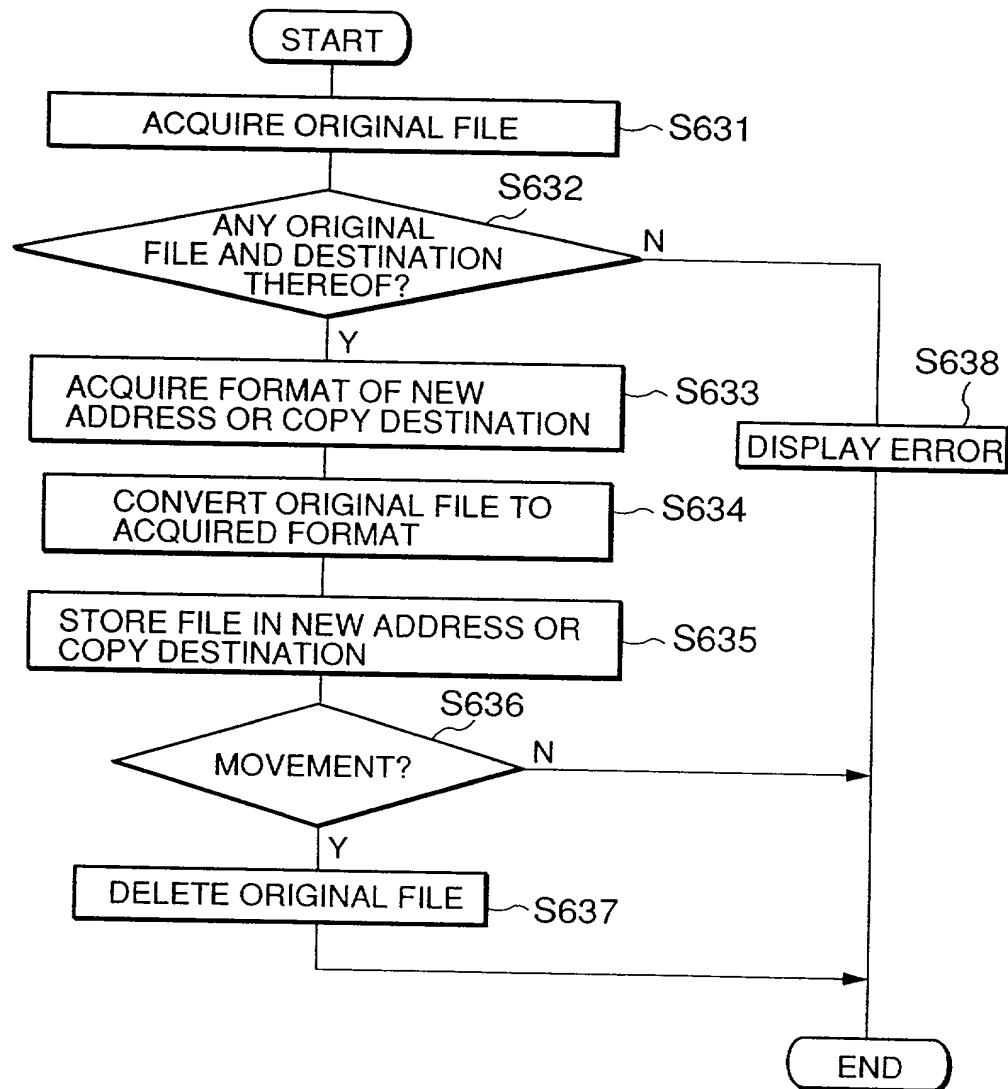 START
ACQUIRE ORIGINAL FILE
S631
S632
ANY ORIGINAL
FILE AND DESTINATION
THEREOF?
N
Y
ACQUIRE FORMAT OF NEW
ADDRESS OR COPY DESTINATION
S633
S638
DISPLAY ERROR
CONVERT ORIGINAL FILE TO
ACQUIRED FORMAT
S634
STORE FILE IN NEW ADDRESS OR
COPY DESTINATION
S635
S636
MOVEMENT?
N
Y
DELETE ORIGINAL FILE
S637
END